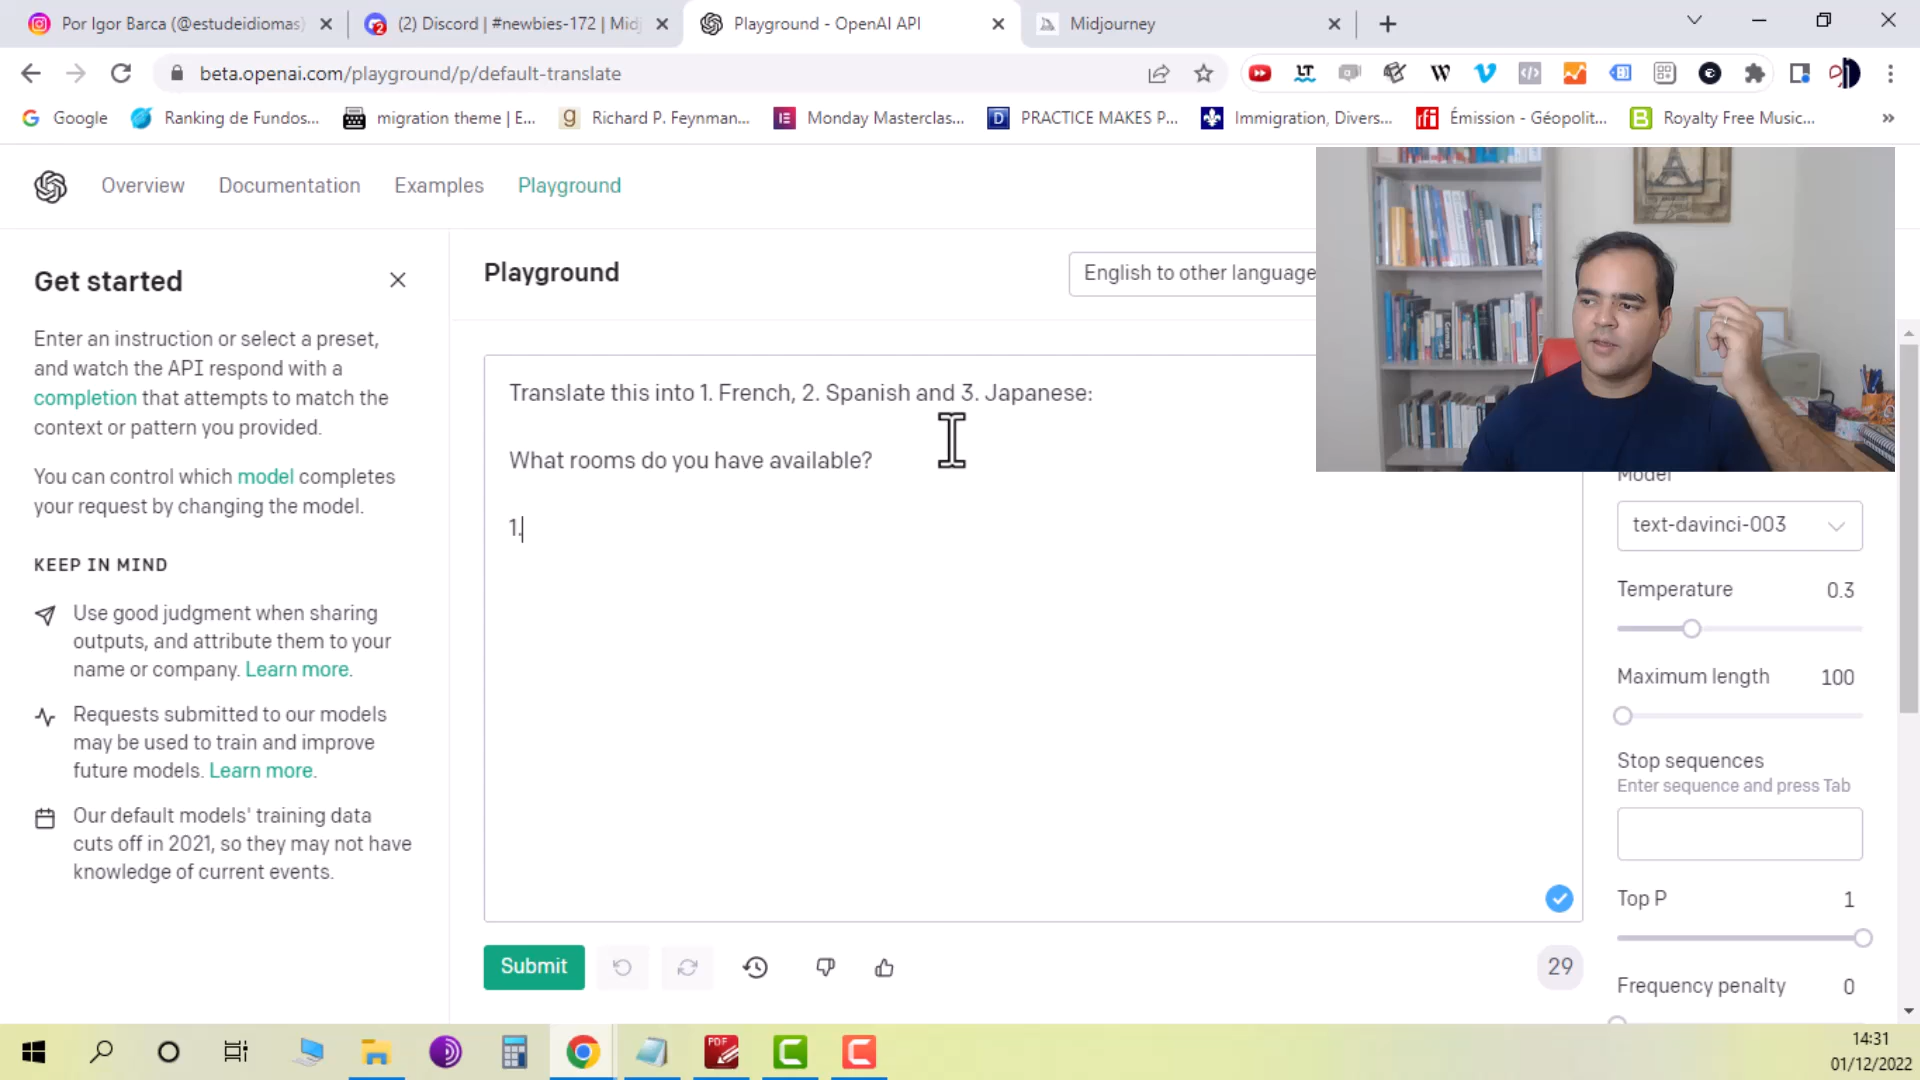 Por Igor Barca (@estudeidiomas)
(2) Discord | #newbies-172 | Midj
Playground - OpenAI API
Midjourney
beta.openai.com/playground/p/default-translate
Google
Ranking de Fundos...
migration theme | E...
Richard P. Feynman...
Monday Masterclas...
PRACTICE MAKES P...
Immigration, Divers...
Émission - Géopolit...
Royalty Free Music...
Overview
Documentation
Examples
Playground
Get started
Enter an instruction or select a preset,
and watch the API respond with a
completion that attempts to match the
context or pattern you provided.
You can control which model completes
your request by changing the model.
KEEP IN MIND
Use good judgment when sharing
outputs, and attribute them to your
name or company. Learn more.
Requests submitted to our models
may be used to train and improve
future models. Learn more.
Our default models' training data
cuts off in 2021, so they may not have
knowledge of current events.
Playground
English to other language
Translate this into 1. French, 2. Spanish and 3. Japanese:
What rooms do you have available?
1.
Submit
29
Model
text-davinci-003
Temperature 0.3
Maximum length 100
Stop sequences
Enter sequence and press Tab
Top P 1
Frequency penalty 0
14:31
01/12/2022